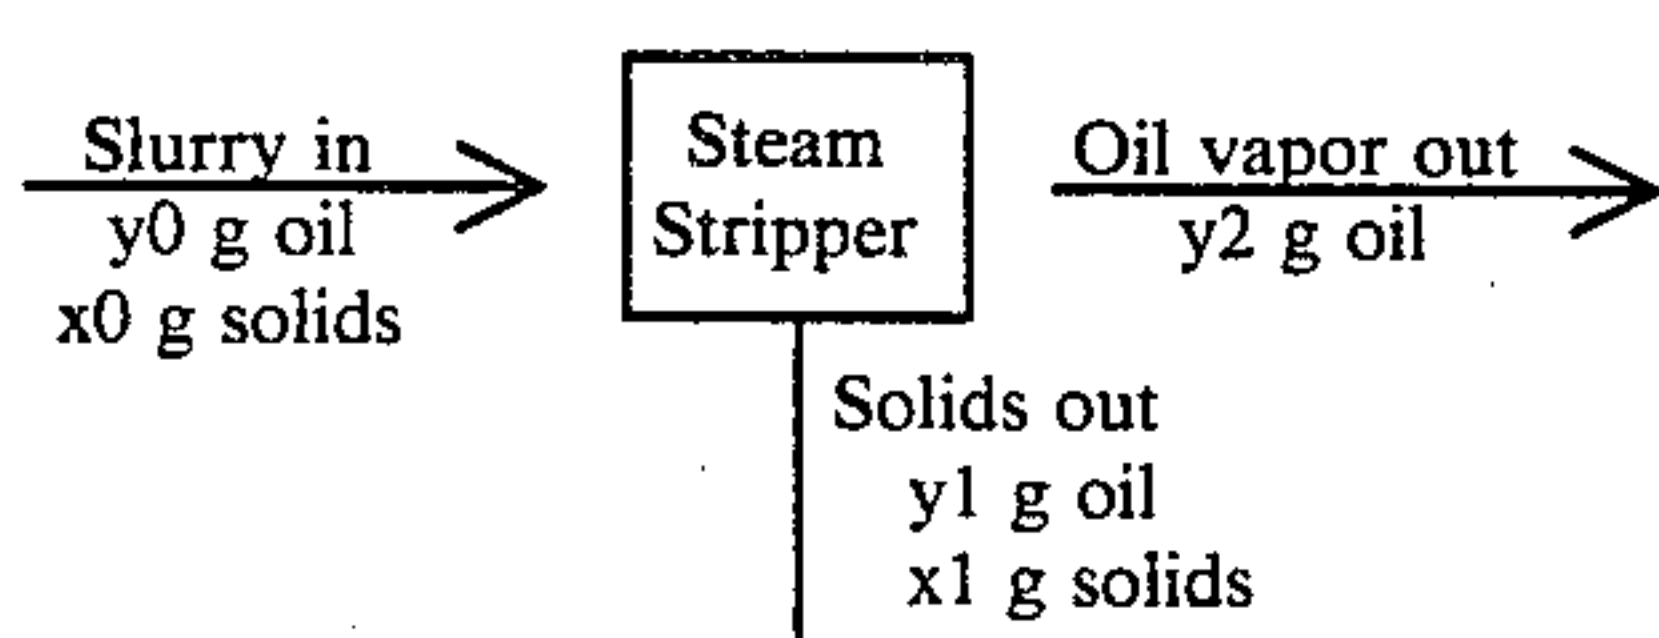 Slurry in
y0 g oil
x0 g solids
Steam
Stripper
Oil vapor out
y2 g oil
Solids out
y1 g oil
x1 g solids